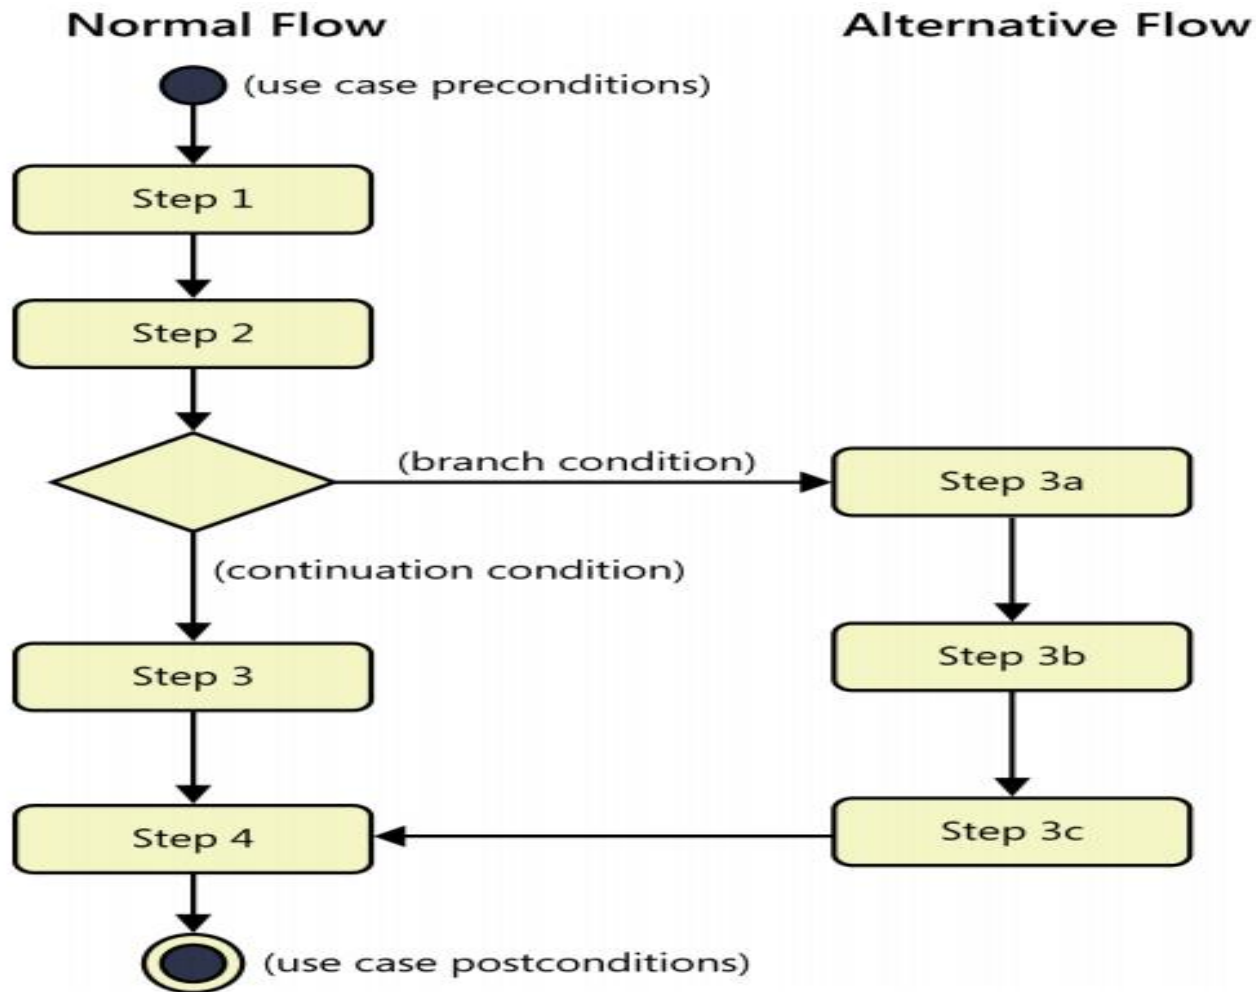 Normal Flow
Alternative Flow
(use case preconditions)
Step 1
Step 2
(branch condition)
Step 3a
(continuation condition)
Step 3b
Step 3
Step 3c
Step 4
(use case postconditions)